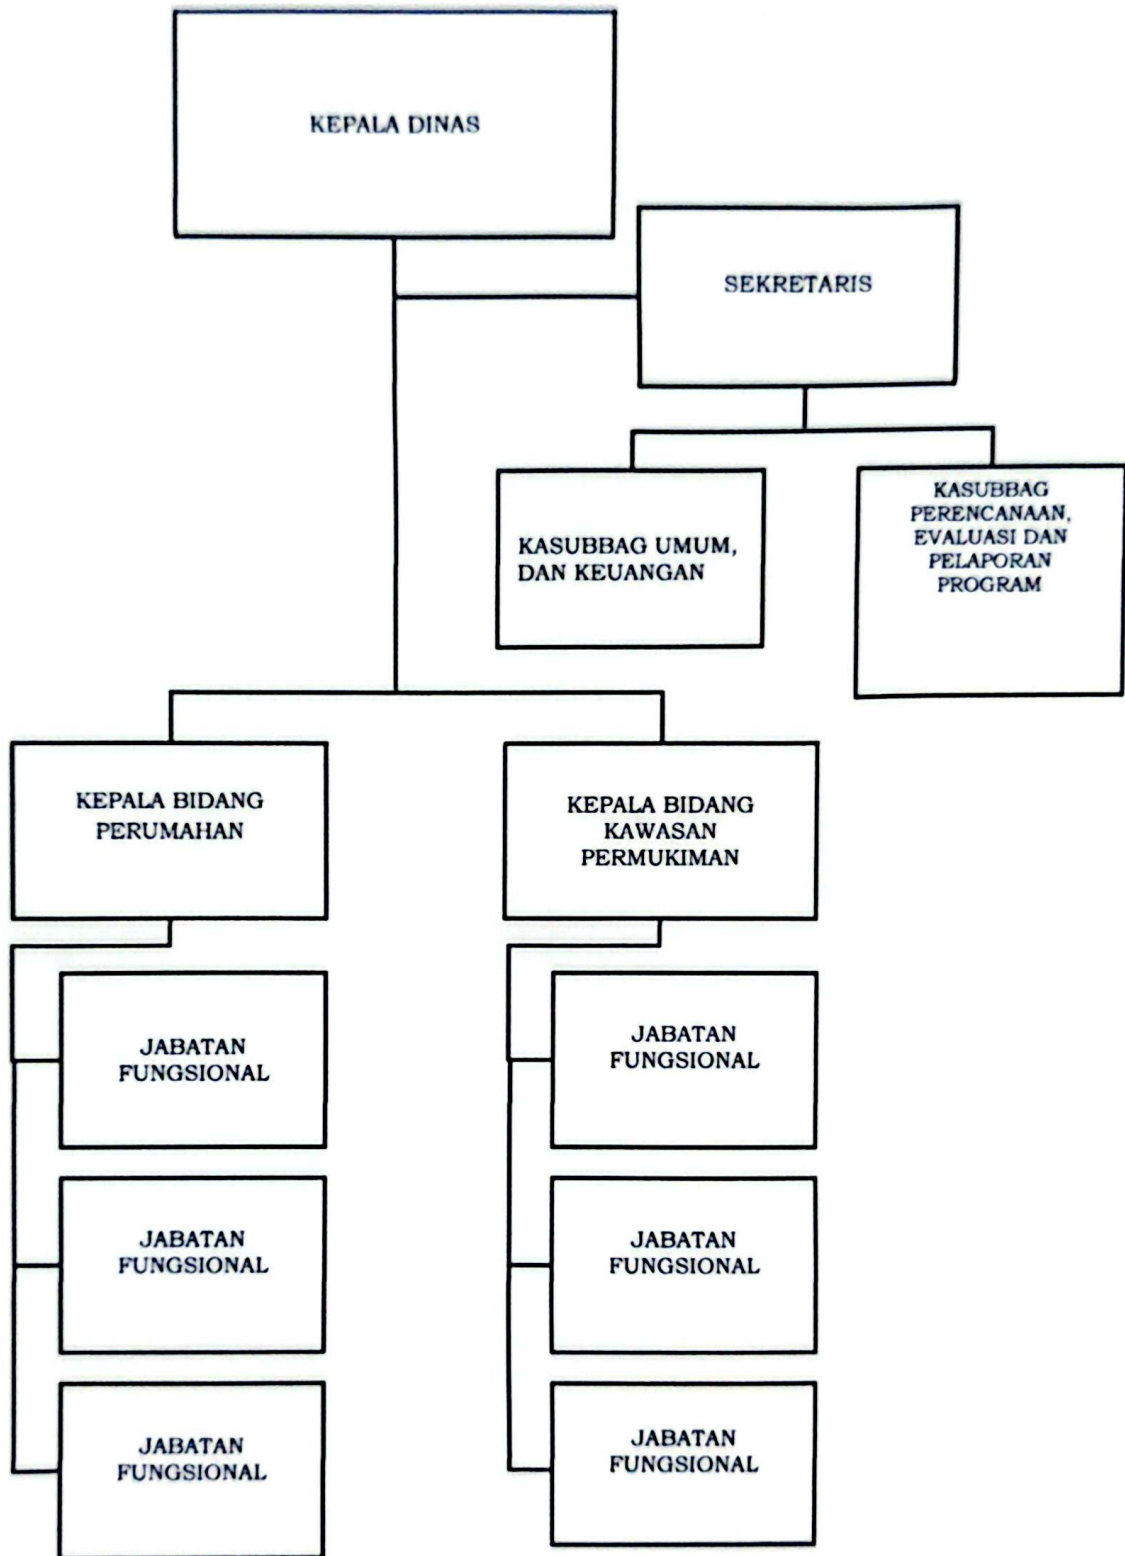 KEPALA DINAS
SEKRETARIS
KASUBBAG UMUM,
DAN KEUANGAN
KASUBBAG
PERENCANAAN,
EVALUASI DAN
PELAPORAN
PROGRAM
KEPALA BIDANG
PERUMAHAN
KEPALA BIDANG
KAWASAN
PERMUKIMAN
JABATAN
FUNGSIONAL
JABATAN
FUNGSIONAL
JABATAN
FUNGSIONAL
JABATAN
FUNGSIONAL
JABATAN
FUNGSIONAL
JABATAN
FUNGSIONAL